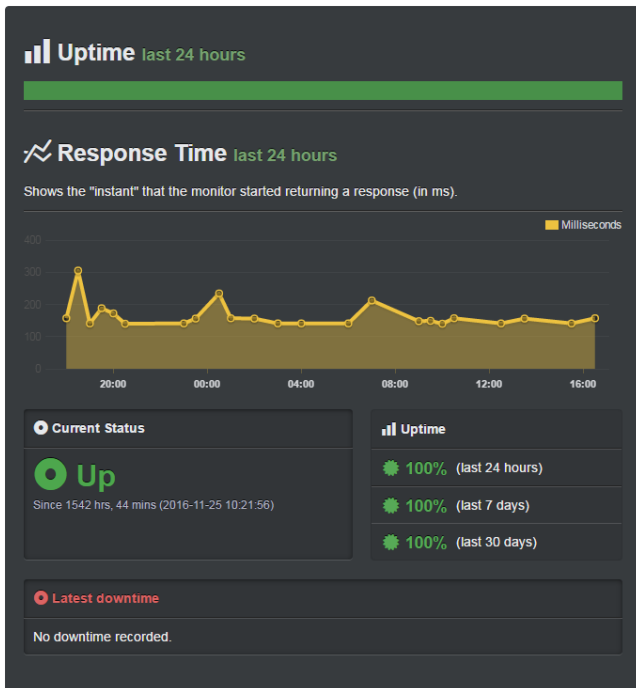 Uptime last 24 hours
Response Time last 24 hours
Shows the "instant" that the monitor started returning a response (in ms).
Milliseconds
400
300
200
100
0
20:00 00:00 04:00 08:00 12:00 16:00
Current Status
Up
Since 1542 hrs, 44 mins (2016-11-25 10:21:56)
Uptime
100% (last 24 hours)
100% (last 7 days)
100% (last 30 days)
Latest downtime
No downtime recorded.